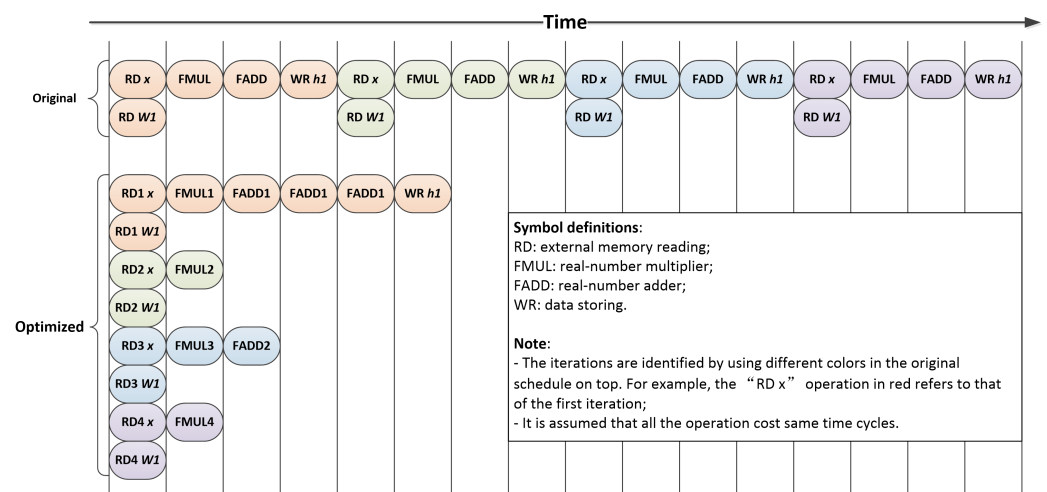 Time
Original
RD x FMUL FADD WR h1 RD x FMUL FADD WR h1 RD x FMUL FADD WR h1 RD x FMUL FADD WR h1
RD W1 RD W1 RD W1 RD W1
Optimized
RD1 x FMUL1 FADD1 FADD1 FADD1 WR h1
RD1 W1
RD2 x FMUL2
RD2 W1
RD3 x FMUL3 FADD2
RD3 W1
RD4 x FMUL4
RD4 W1
Symbol definitions:
RD: external memory reading;
FMUL: real-number multiplier;
FADD: real-number adder;
WR: data storing.
Note:
- The iterations are identified by using different colors in the original
schedule on top. For example, the “RD x” operation in red refers to that
of the first iteration;
- It is assumed that all the operation cost same time cycles.